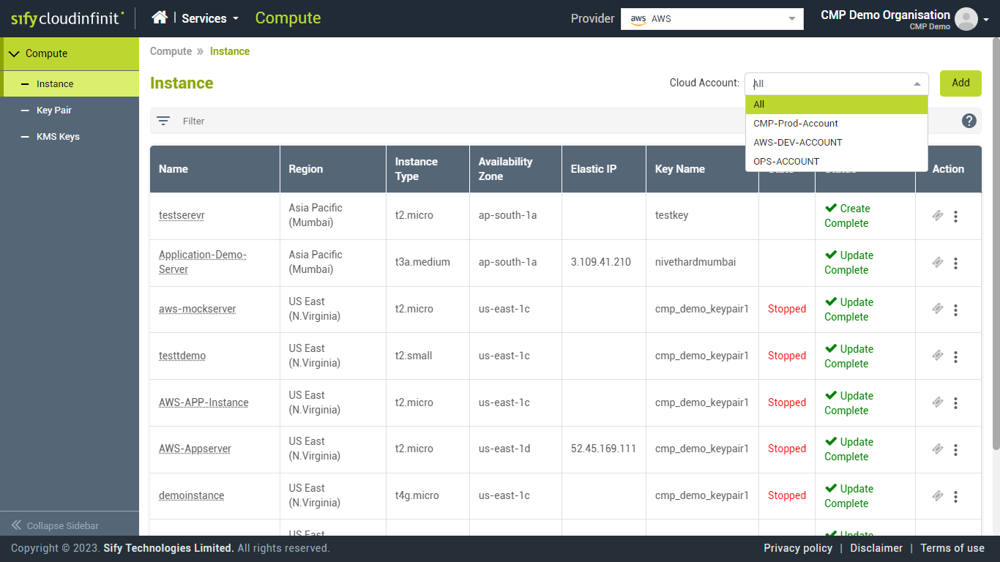 sify cloudinfinit
Services
Compute
Provider
aws AWS
CMP Demo Organisation
CMP Demo
Compute
Instance
Key Pair
KMS Keys
Collapse Sidebar
Compute » Instance
Instance
Cloud Account:
All
Add
All
CMP-Prod-Account
AWS-DEV-ACCOUNT
OPS-ACCOUNT
Filter
Name
Region
Instance
Type
Availability
Zone
Elastic IP
Key Name
Action
testserevr
Asia Pacific
(Mumbai)
t2.micro
ap-south-1a
testkey
Create
Complete
Application-Demo-
Server
Asia Pacific
(Mumbai)
t3a.medium
ap-south-1a
3.109.41.210
nivethardmumbai
Update
Complete
aws-mockserver
US East
(N.Virginia)
t2.micro
us-east-1c
cmp_demo_keypair1
Stopped
Update
Complete
testtdemo
US East
(N.Virginia)
t2.small
us-east-1c
cmp_demo_keypair1
Stopped
Update
Complete
AWS-APP-Instance
US East
(N.Virginia)
t2.micro
us-east-1c
cmp_demo_keypair1
Stopped
Update
Complete
AWS-Appserver
US East
(N.Virginia)
t2.micro
us-east-1d
52.45.169.111
cmp_demo_keypair1
Stopped
Update
Complete
demoinstance
US East
(N.Virginia)
t4g.micro
us-east-1c
cmp_demo_keypair1
Stopped
Update
Complete
US East
Update
Copyright © 2023. Sify Technologies Limited. All rights reserved.
Privacy policy | Disclaimer | Terms of use